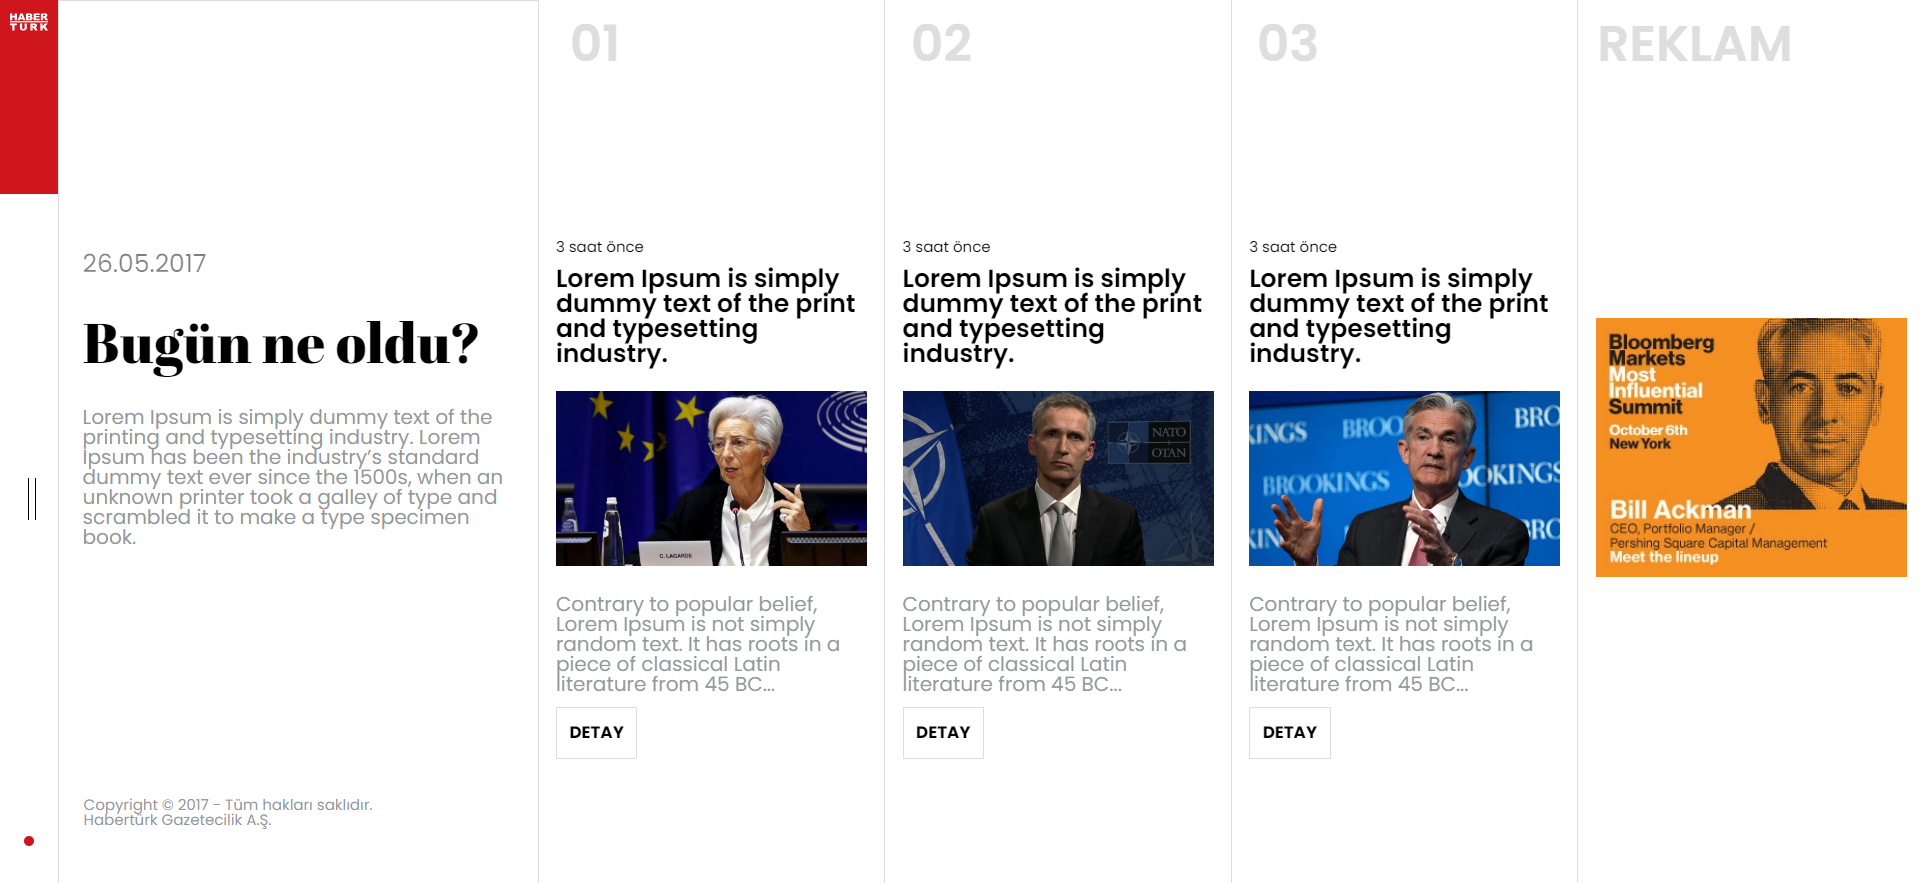 HABER
TURK
26.05.2017
Bugün ne oldu?
Lorem Ipsum is simply dummy text of the
printing and typesetting industry. Lorem
Ipsum has been the industry’s standard
dummy text ever since the 1500s, when an
unknown printer took a galley of type and
scrambled it to make a type specimen
book.
Copyright © 2017 - Tüm hakları saklıdır.
Habertürk Gazetecilik A.Ş.
01
3 saat önce
Lorem Ipsum is simply
dummy text of the print
and typesetting
industry.
C. LAGARDE
Contrary to popular belief,
Lorem Ipsum is not simply
random text. It has roots in a
piece of classical Latin
literature from 45 BC...
DETAY
02
3 saat önce
Lorem Ipsum is simply
dummy text of the print
and typesetting
industry.
NATO
OTAN
Contrary to popular belief,
Lorem Ipsum is not simply
random text. It has roots in a
piece of classical Latin
literature from 45 BC...
DETAY
03
3 saat önce
Lorem Ipsum is simply
dummy text of the print
and typesetting
industry.
KINGS BROO BRO
BROOKINGS OOKINGS
KIN BRO
Contrary to popular belief,
Lorem Ipsum is not simply
random text. It has roots in a
piece of classical Latin
literature from 45 BC...
DETAY
REKLAM
Bloomberg
Markets
Most
Influential
Summit
October 6th
New York
Bill Ackman
CEO, Portfolio Manager /
Pershing Square Capital Management
Meet the lineup